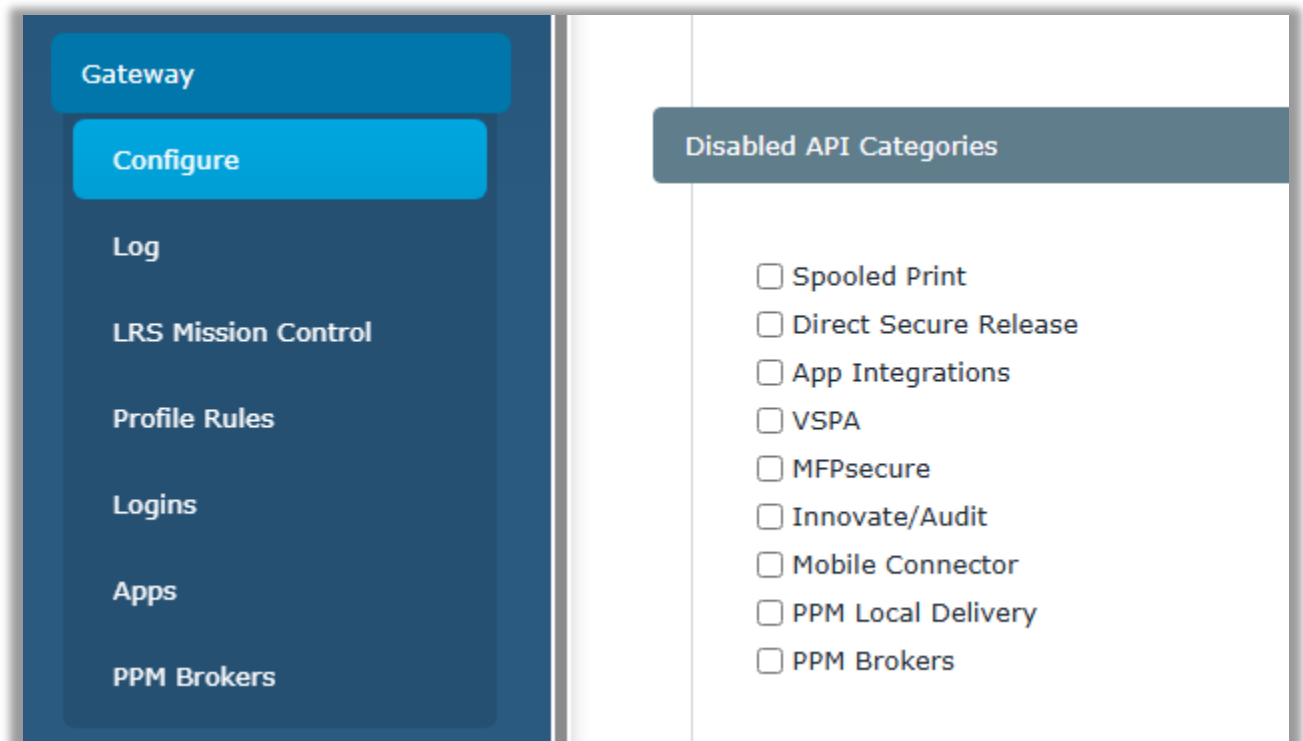 Gateway
Configure
Log
LRS Mission Control
Profile Rules
Logins
Apps
PPM Brokers
Disabled API Categories
Spooled Print
Direct Secure Release
App Integrations
VSPA
MFPsecure
Innovate/Audit
Mobile Connector
PPM Local Delivery
PPM Brokers